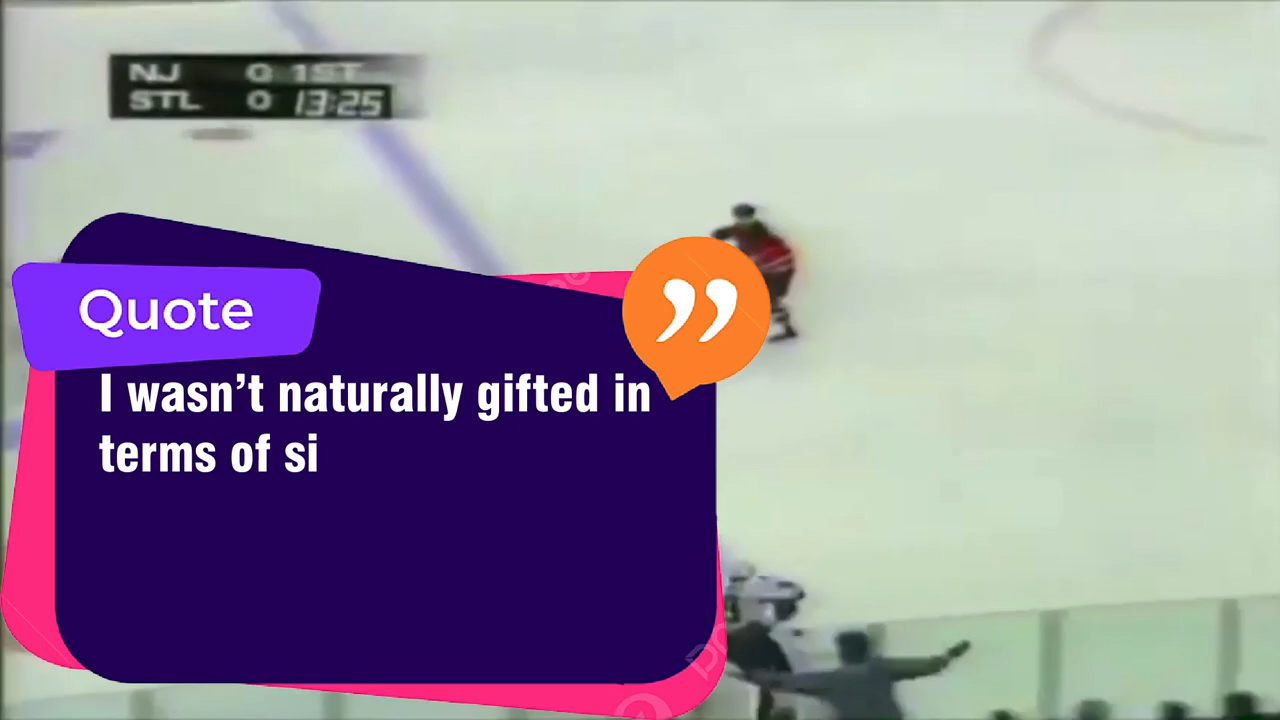 NJ 0 1ST
STL 0 13:25
Quote
”
I wasn’t naturally gifted in
terms of si